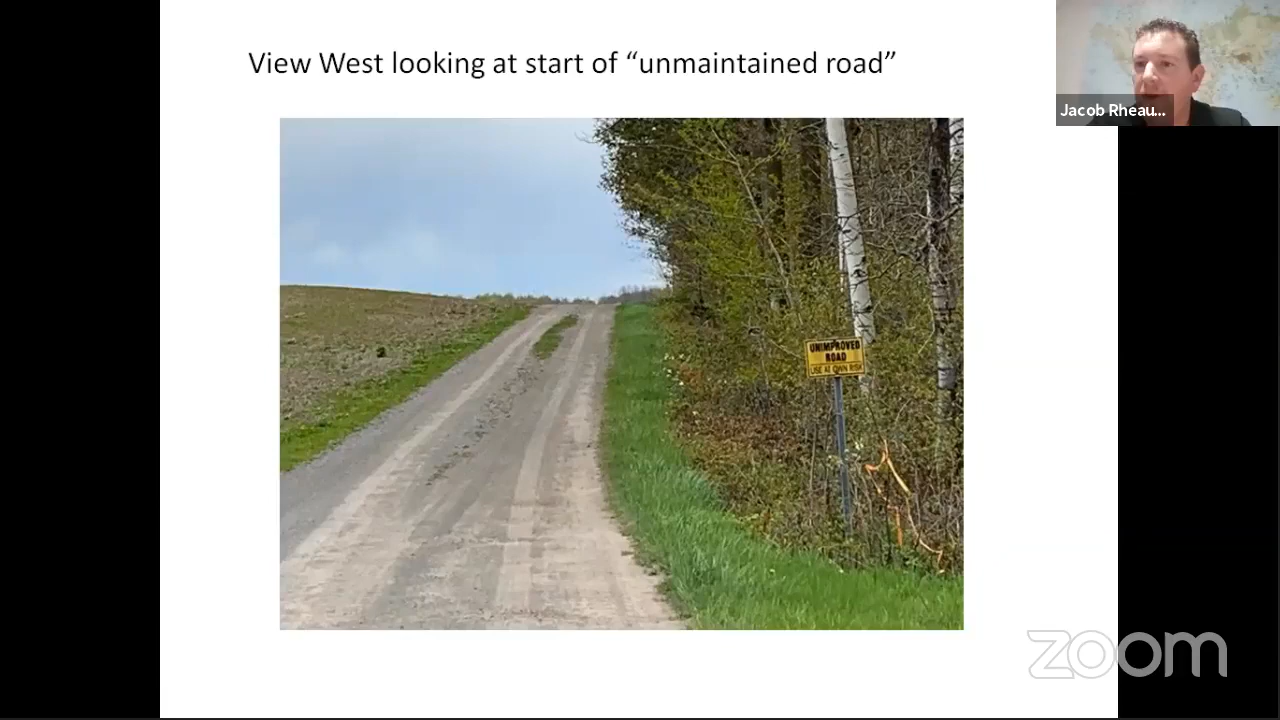 View West looking at start of “unmaintained road”
Jacob Rheau...
UNIMPROVED
ROAD
USE AT OWN RISK
zoom